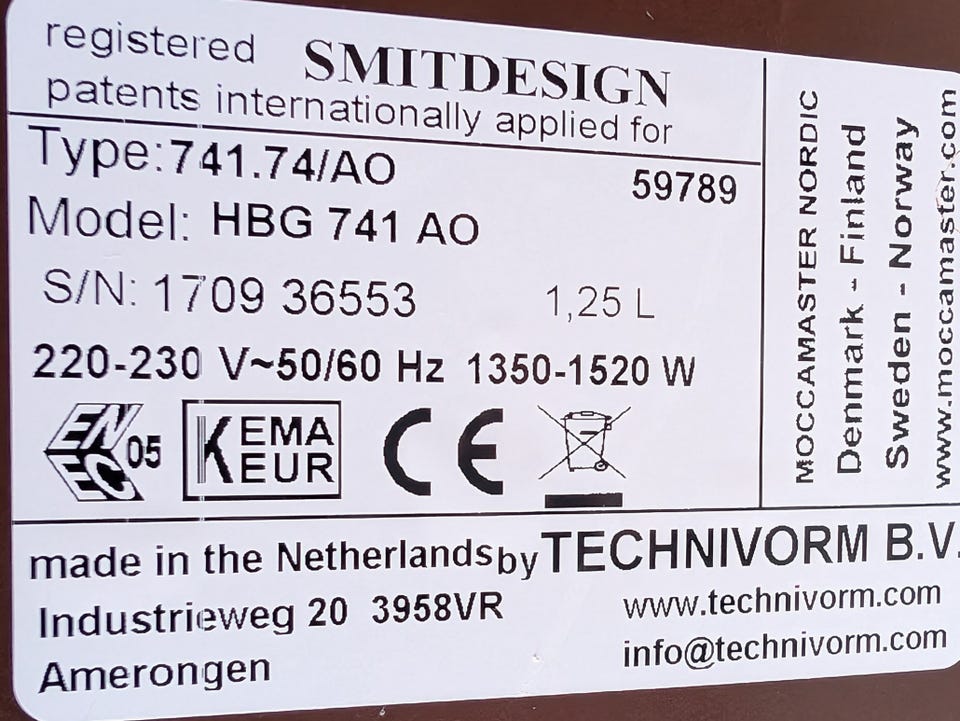 registered SMITDESIGN
patents internationally applied for
Type:741.74/AO
59789
Model: HBG 741 AO
S/N: 1709 36553 1,25 L
220-230 V~50/60 Hz 1350-1520 W
ENEC 05
KEMA
KEUR
CE
MOCCAMASTER NORDIC
Denmark - Finland
Sweden - Norway
www.moccamaster.com
made in the Netherlands by TECHNIVORM B.V.
Industrieweg 20 3958VR
www.technivorm.com
Amerongen
info@technivorm.com